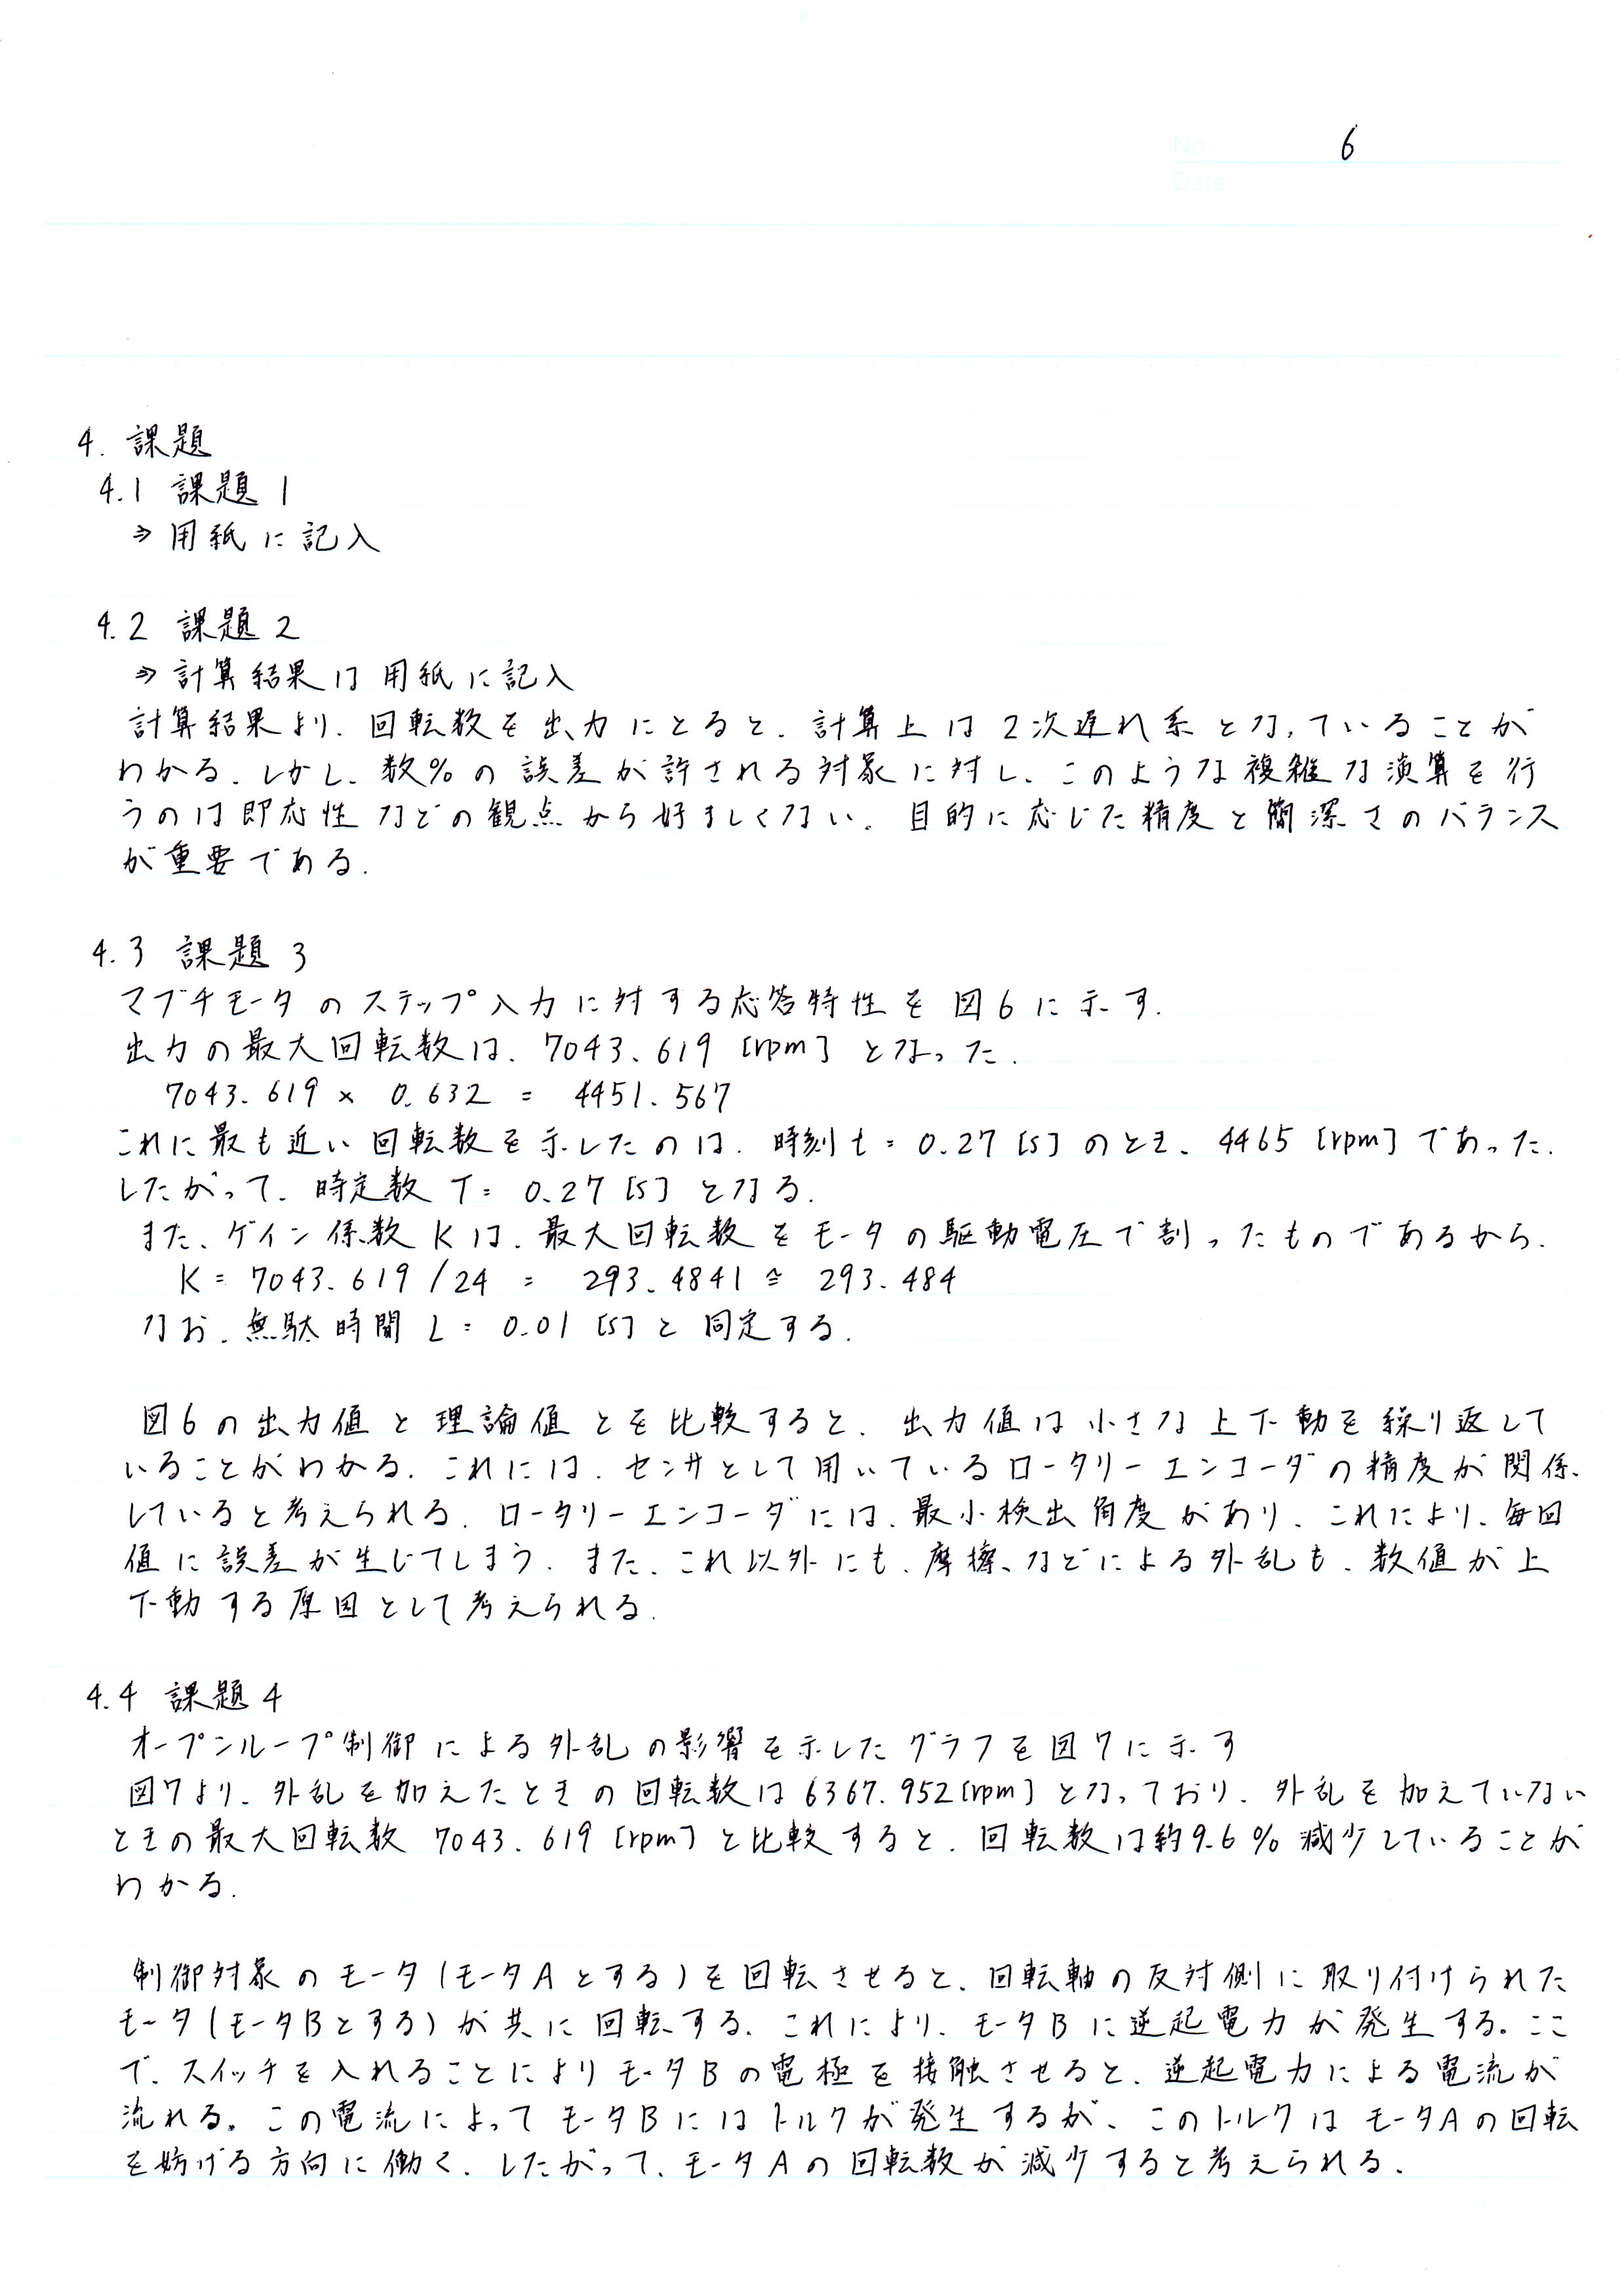 No. 6
Date
4. 課題
4.1 課題1
⇒ 用紙に記入
4.2 課題2
⇒ 計算結果は用紙に記入
計算結果より、回転数を出力にとると、計算上は2次遅れ系となっていることが
わかる。しかし、数%の誤差が許される対象に対し、このような複雑な演算を行
うのは即応性などの観点から好ましくない。目的に応じた精度と簡潔さのバランス
が重要である。
4.3 課題3
マブチモータのステップ入力に対する応答特性を図6に示す。
出力の最大回転数は、7043.619 [rpm] となった。
7043.619 × 0.632 = 4451.567
これに最も近い回転数を示したのは、時刻 t = 0.27 [s] のとき、4465 [rpm] であった。
したがって、時定数 T = 0.27 [s] となる。
また、ゲイン係数 K は、最大回転数をモータの駆動電圧で割ったものであるから、
K = 7043.619 / 24 = 293.4841 ≅ 293.484
なお、無駄時間 L = 0.01 [s] と同定する。
図6の出力値と理論値とを比較すると、出力値は小さな上下動を繰り返して
いることがわかる。これには、センサとして用いているロータリーエンコーダの精度が関係
していると考えられる。ロータリーエンコーダには、最小検出角度があり、これにより、毎回
値に誤差が生じてしまう。また、これ以外にも、摩擦、などによる外乱も、数値が上
下動する原因として考えられる。
4.4 課題4
オープンループ制御による外乱の影響を示したグラフを図7に示す
図7より、外乱を加えたときの回転数は6367.952[rpm]となっており、外乱を加えていない
ときの最大回転数 7043.619 [rpm] と比較すると、回転数は約9.6%減少していることが
わかる。
制御対象のモータ(モータAとする)を回転させると、回転軸の反対側に取り付けられた
モータ(モータBとする)が共に回転する。これにより、モータBに逆起電力が発生する。ここ
で、スイッチを入れることによりモータBの電極を接触させると、逆起電力による電流が
流れる。この電流によってモータBにはトルクが発生するが、このトルクはモータAの回転
を妨げる方向に働く。したがって、モータAの回転数が減少すると考えられる。